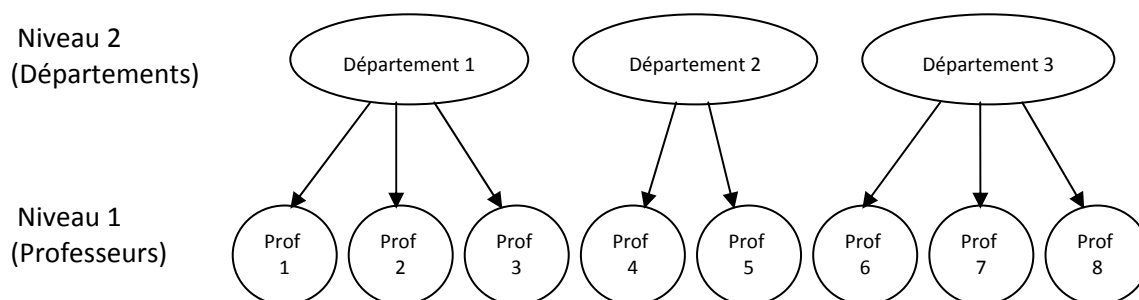 Niveau 2
(Départements)
Département 1
Département 2
Département 3
Niveau 1
(Professeurs)
Prof
1
Prof
2
Prof
3
Prof
4
Prof
5
Prof
6
Prof
7
Prof
8